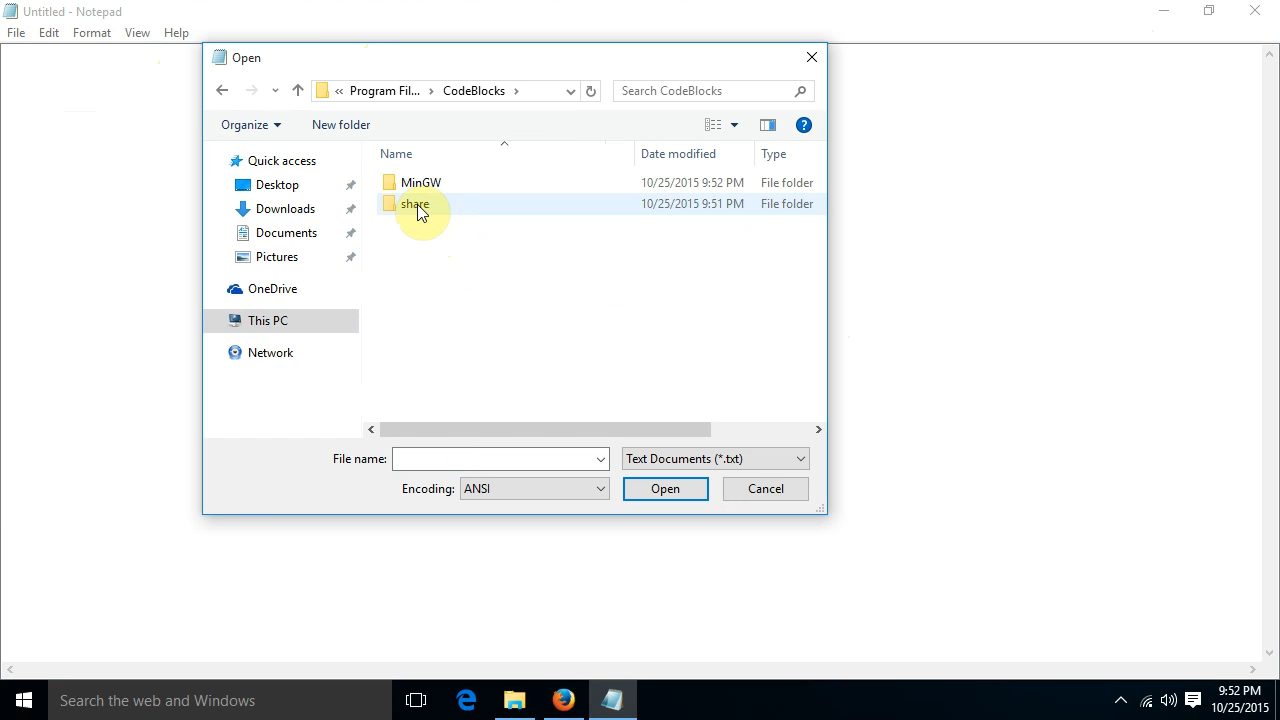 Untitled - Notepad
File Edit Format View Help
Open
« Program Fil... › CodeBlocks ›
Search CodeBlocks
Organize
New folder
Name Date modified Type
Quick access
Desktop
Downloads
Documents
Pictures
OneDrive
This PC
Network
MinGW 10/25/2015 9:52 PM File folder
share 10/25/2015 9:51 PM File folder
File name:
Text Documents (*.txt)
Encoding: ANSI
Open Cancel
Search the web and Windows
9:52 PM
10/25/2015